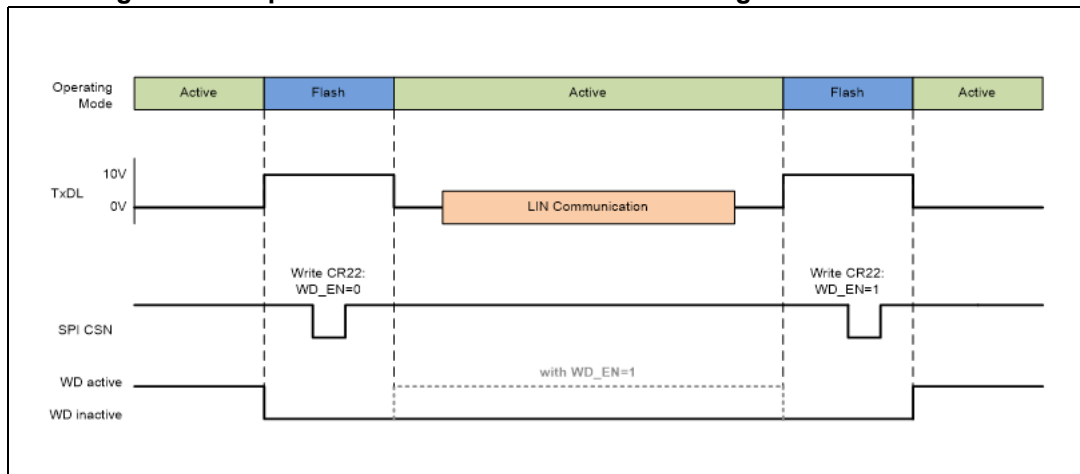 Operating
Mode
Active Flash Active Flash Active
10V
TxDL
0V
LIN Communication
Write CR22:
WD_EN=0
Write CR22:
WD_EN=1
SPI CSN
with WD_EN=1
WD active
WD inactive